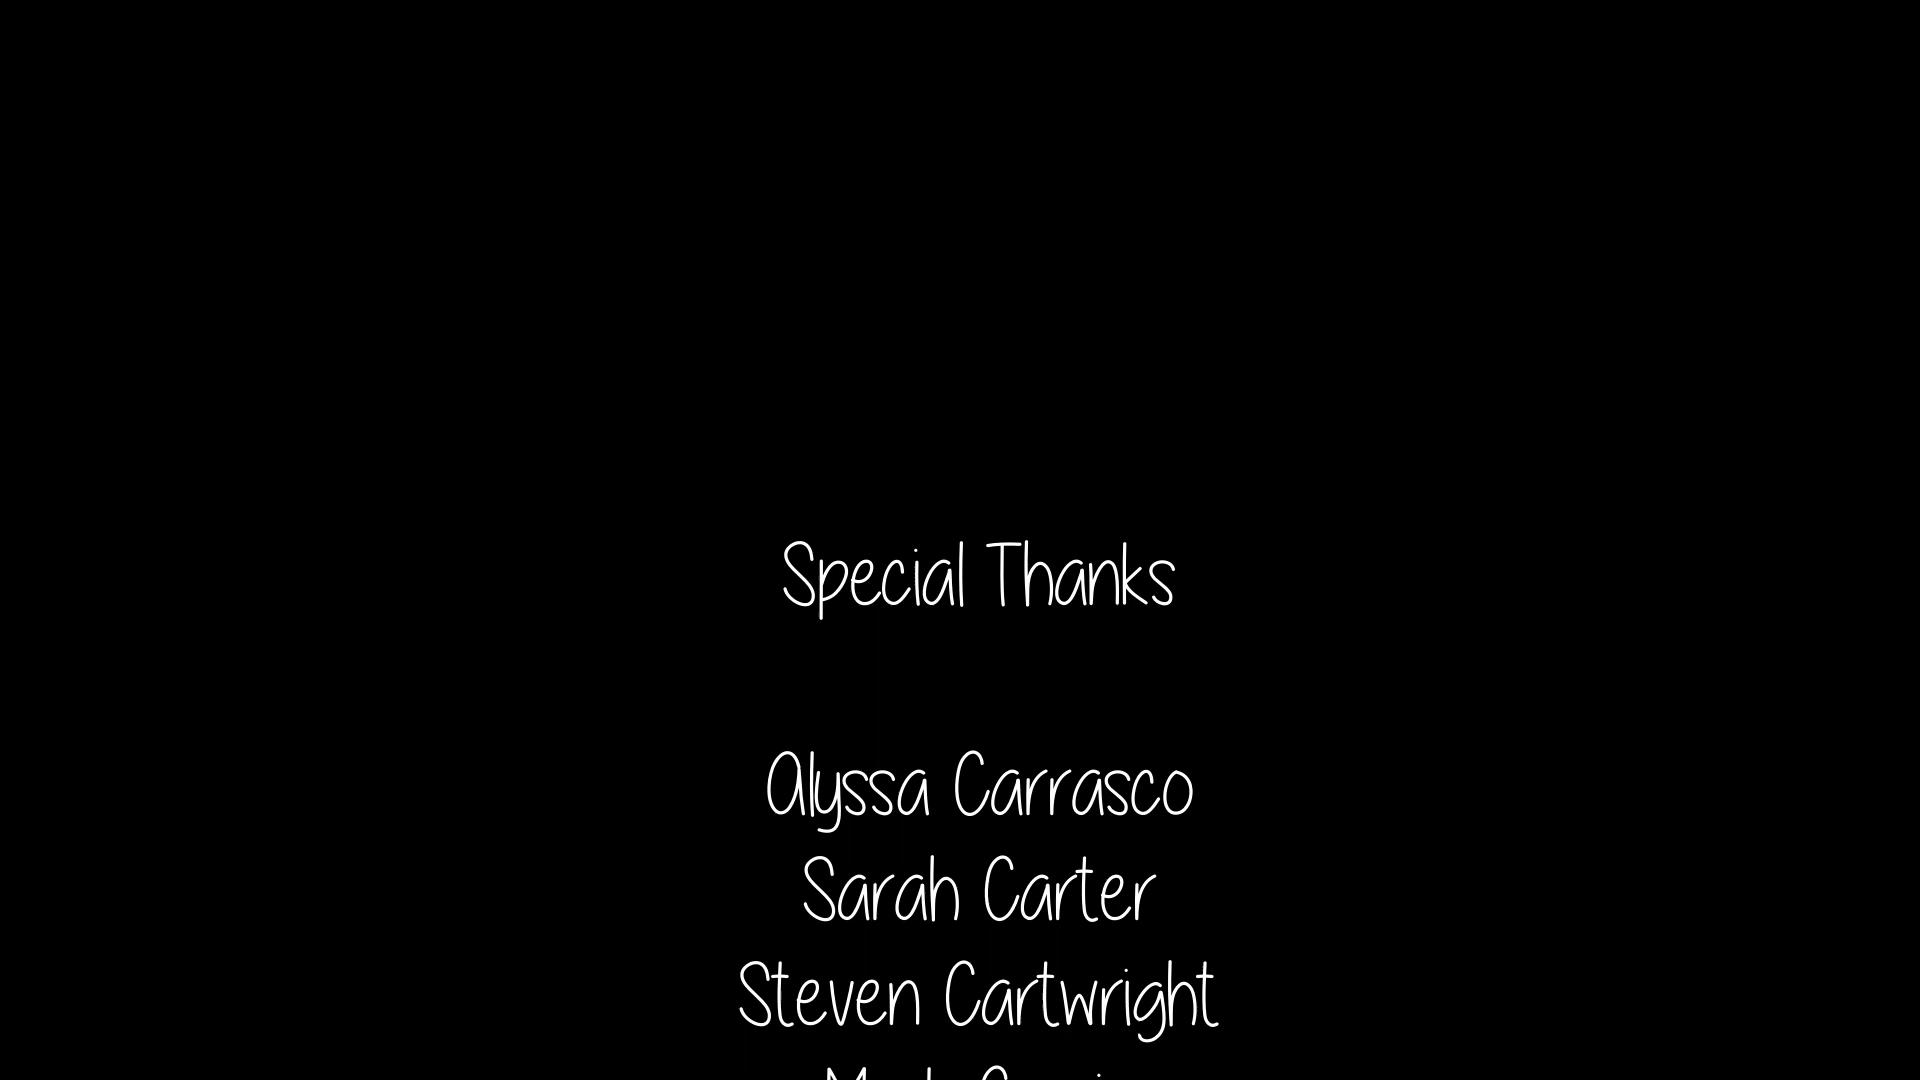 Special Thanks
Alyssa Carrasco
Sarah Carter
Steven Cartwright